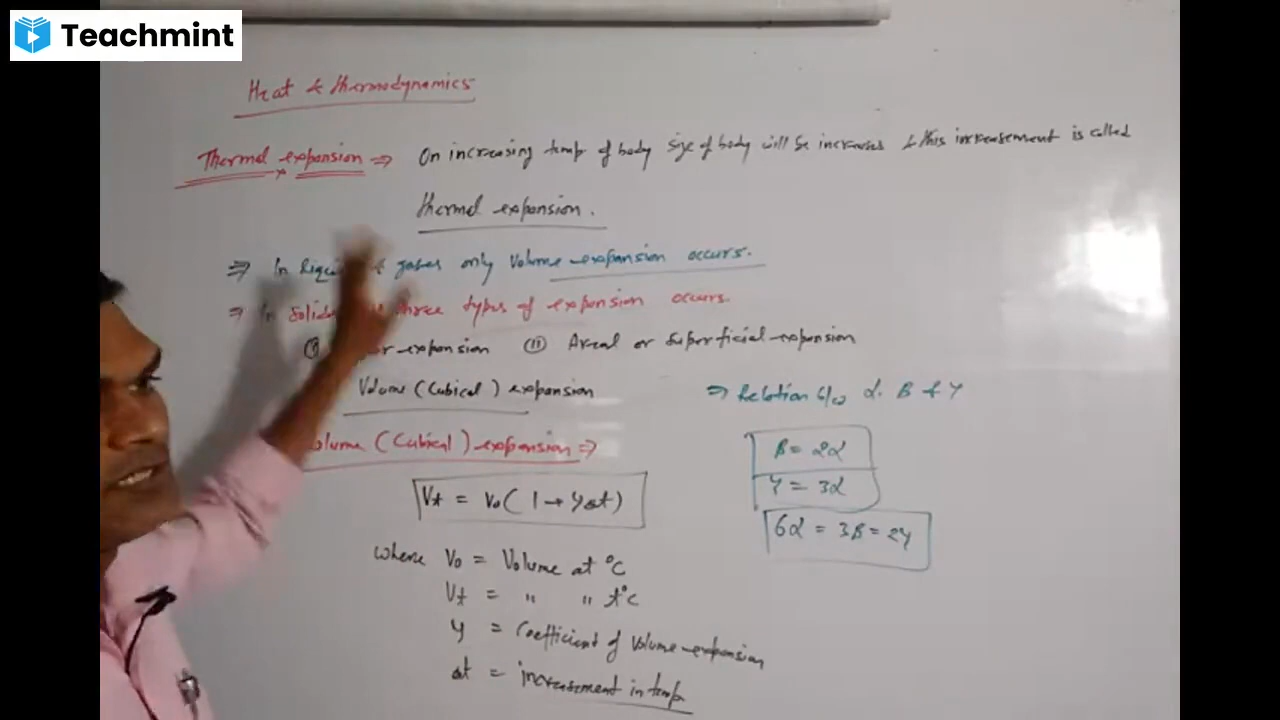 Teachmint
Heat & thermodynamics
Thermal expansion ⇒ On increasing temp of body size of body will be increases & this increasement is called
thermal expansion.
⇒ In gases only volume expansion occurs.
⇒ In three types of expansion occurs.
expansion (ii) Areal or superficial expansion
Volume (Cubical) expansion
⇒ Relation b/w α, β & γ
Volume (Cubical) expansion ⇒
β = 2α
γ = 3α
Vt = V₀(1+γΔt)
6α = 3β = 2γ
where V₀ = Volume at °C
Vt = " " t°C
γ = Coefficient of volume expansion
Δt = increasement in temp